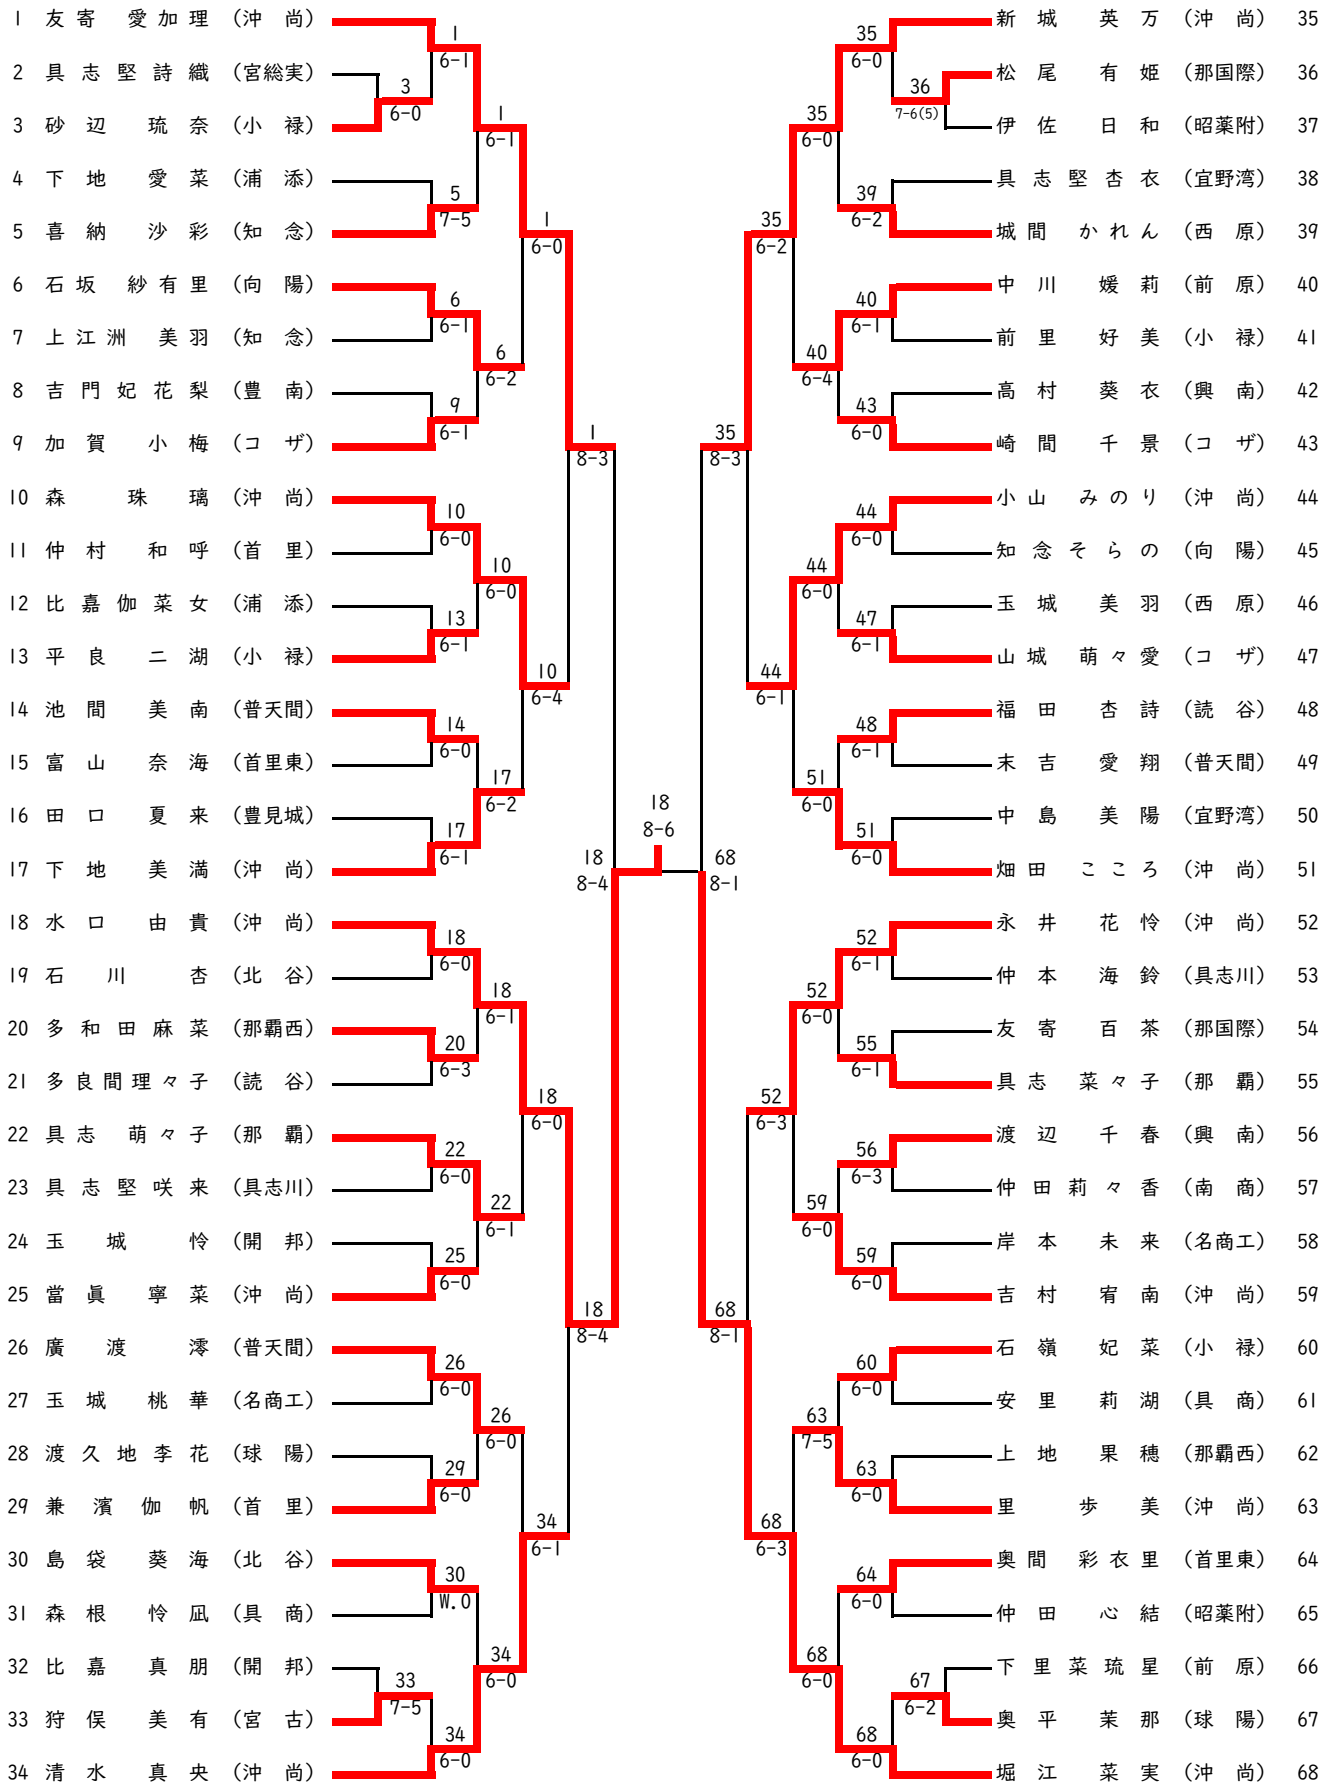 1 友寄 愛加理 (沖 尚)
2 具志堅詩織 (宮総実)
3 砂辺 琉奈 (小 禄)
4 下地 愛菜 (浦 添)
5 喜納 沙彩 (知 念)
6 石坂 紗有里 (向 陽)
7 上江洲 美羽 (知 念)
8 吉門妃花梨 (豊 南)
9 加賀 小梅 (コ ザ)
10 森 珠璃 (沖 尚)
11 仲村 和呼 (首 里)
12 比嘉伽菜女 (浦 添)
13 平良 二湖 (小 禄)
14 池間 美南 (普天間)
15 富山 奈海 (首里東)
16 田口 夏来 (豊見城)
17 下地 美満 (沖 尚)
18 水口 由貴 (沖 尚)
19 石川 杏 (北 谷)
20 多和田麻菜 (那覇西)
21 多良間理々子 (読 谷)
22 具志 萌々子 (那 覇)
23 具志堅咲来 (具志川)
24 玉城 怜 (開 邦)
25 當眞 寧菜 (沖 尚)
26 廣渡 澪 (普天間)
27 玉城 桃華 (名商工)
28 渡久地李花 (球 陽)
29 兼濱伽帆 (首 里)
30 島袋 葵海 (北 谷)
31 森根 怜凪 (具 商)
32 比嘉 真朋 (開 邦)
33 狩俣 美有 (宮 古)
34 清水 真央 (沖 尚)
3
6-0
33
7-5
1
6-1
5
7-5
6
6-1
9
6-1
10
6-0
13
6-1
14
6-0
17
6-1
18
6-0
20
6-3
22
6-0
25
6-0
26
6-0
29
6-0
30
W.0
34
6-0
1
6-1
6
6-2
10
6-0
17
6-2
18
6-1
22
6-1
26
6-0
34
6-0
1
6-0
10
6-4
18
6-0
34
6-1
1
8-3
18
8-4
18
8-4
18
8-6
68
8-1
35
8-3
68
8-1
35
6-2
44
6-1
52
6-3
68
6-3
35
6-0
40
6-4
44
6-0
51
6-0
52
6-0
59
6-0
63
7-5
68
6-0
35
6-0
39
6-2
40
6-1
43
6-0
44
6-0
47
6-1
48
6-1
51
6-0
52
6-1
55
6-1
56
6-3
59
6-0
60
6-0
63
6-0
64
6-0
68
6-0
36
7-6(5)
67
6-2
新城 英万 (沖 尚) 35
松尾 有姫 (那国際) 36
伊佐 日和 (昭薬附) 37
具志堅杏衣 (宜野湾) 38
城間 かれん (西 原) 39
中川 媛莉 (前 原) 40
前里 好美 (小 禄) 41
高村 葵衣 (興 南) 42
崎間 千景 (コ ザ) 43
小山 みのり (沖 尚) 44
知念そらの (向 陽) 45
玉城 美羽 (西 原) 46
山城 萌々愛 (コ ザ) 47
福田 杏詩 (読 谷) 48
末吉 愛翔 (普天間) 49
中島 美陽 (宜野湾) 50
畑田 こころ (沖 尚) 51
永井 花怜 (沖 尚) 52
仲本 海鈴 (具志川) 53
友寄 百茶 (那国際) 54
具志 菜々子 (那 覇) 55
渡辺 千春 (興 南) 56
仲田莉々香 (南 商) 57
岸本 未来 (名商工) 58
吉村 宥南 (沖 尚) 59
石嶺 妃菜 (小 禄) 60
安里 莉湖 (具 商) 61
上地 果穂 (那覇西) 62
里 歩美 (沖 尚) 63
奥間 彩衣里 (首里東) 64
仲田 心結 (昭薬附) 65
下里菜琉星 (前 原) 66
奥平 茉那 (球 陽) 67
堀江 菜実 (沖 尚) 68